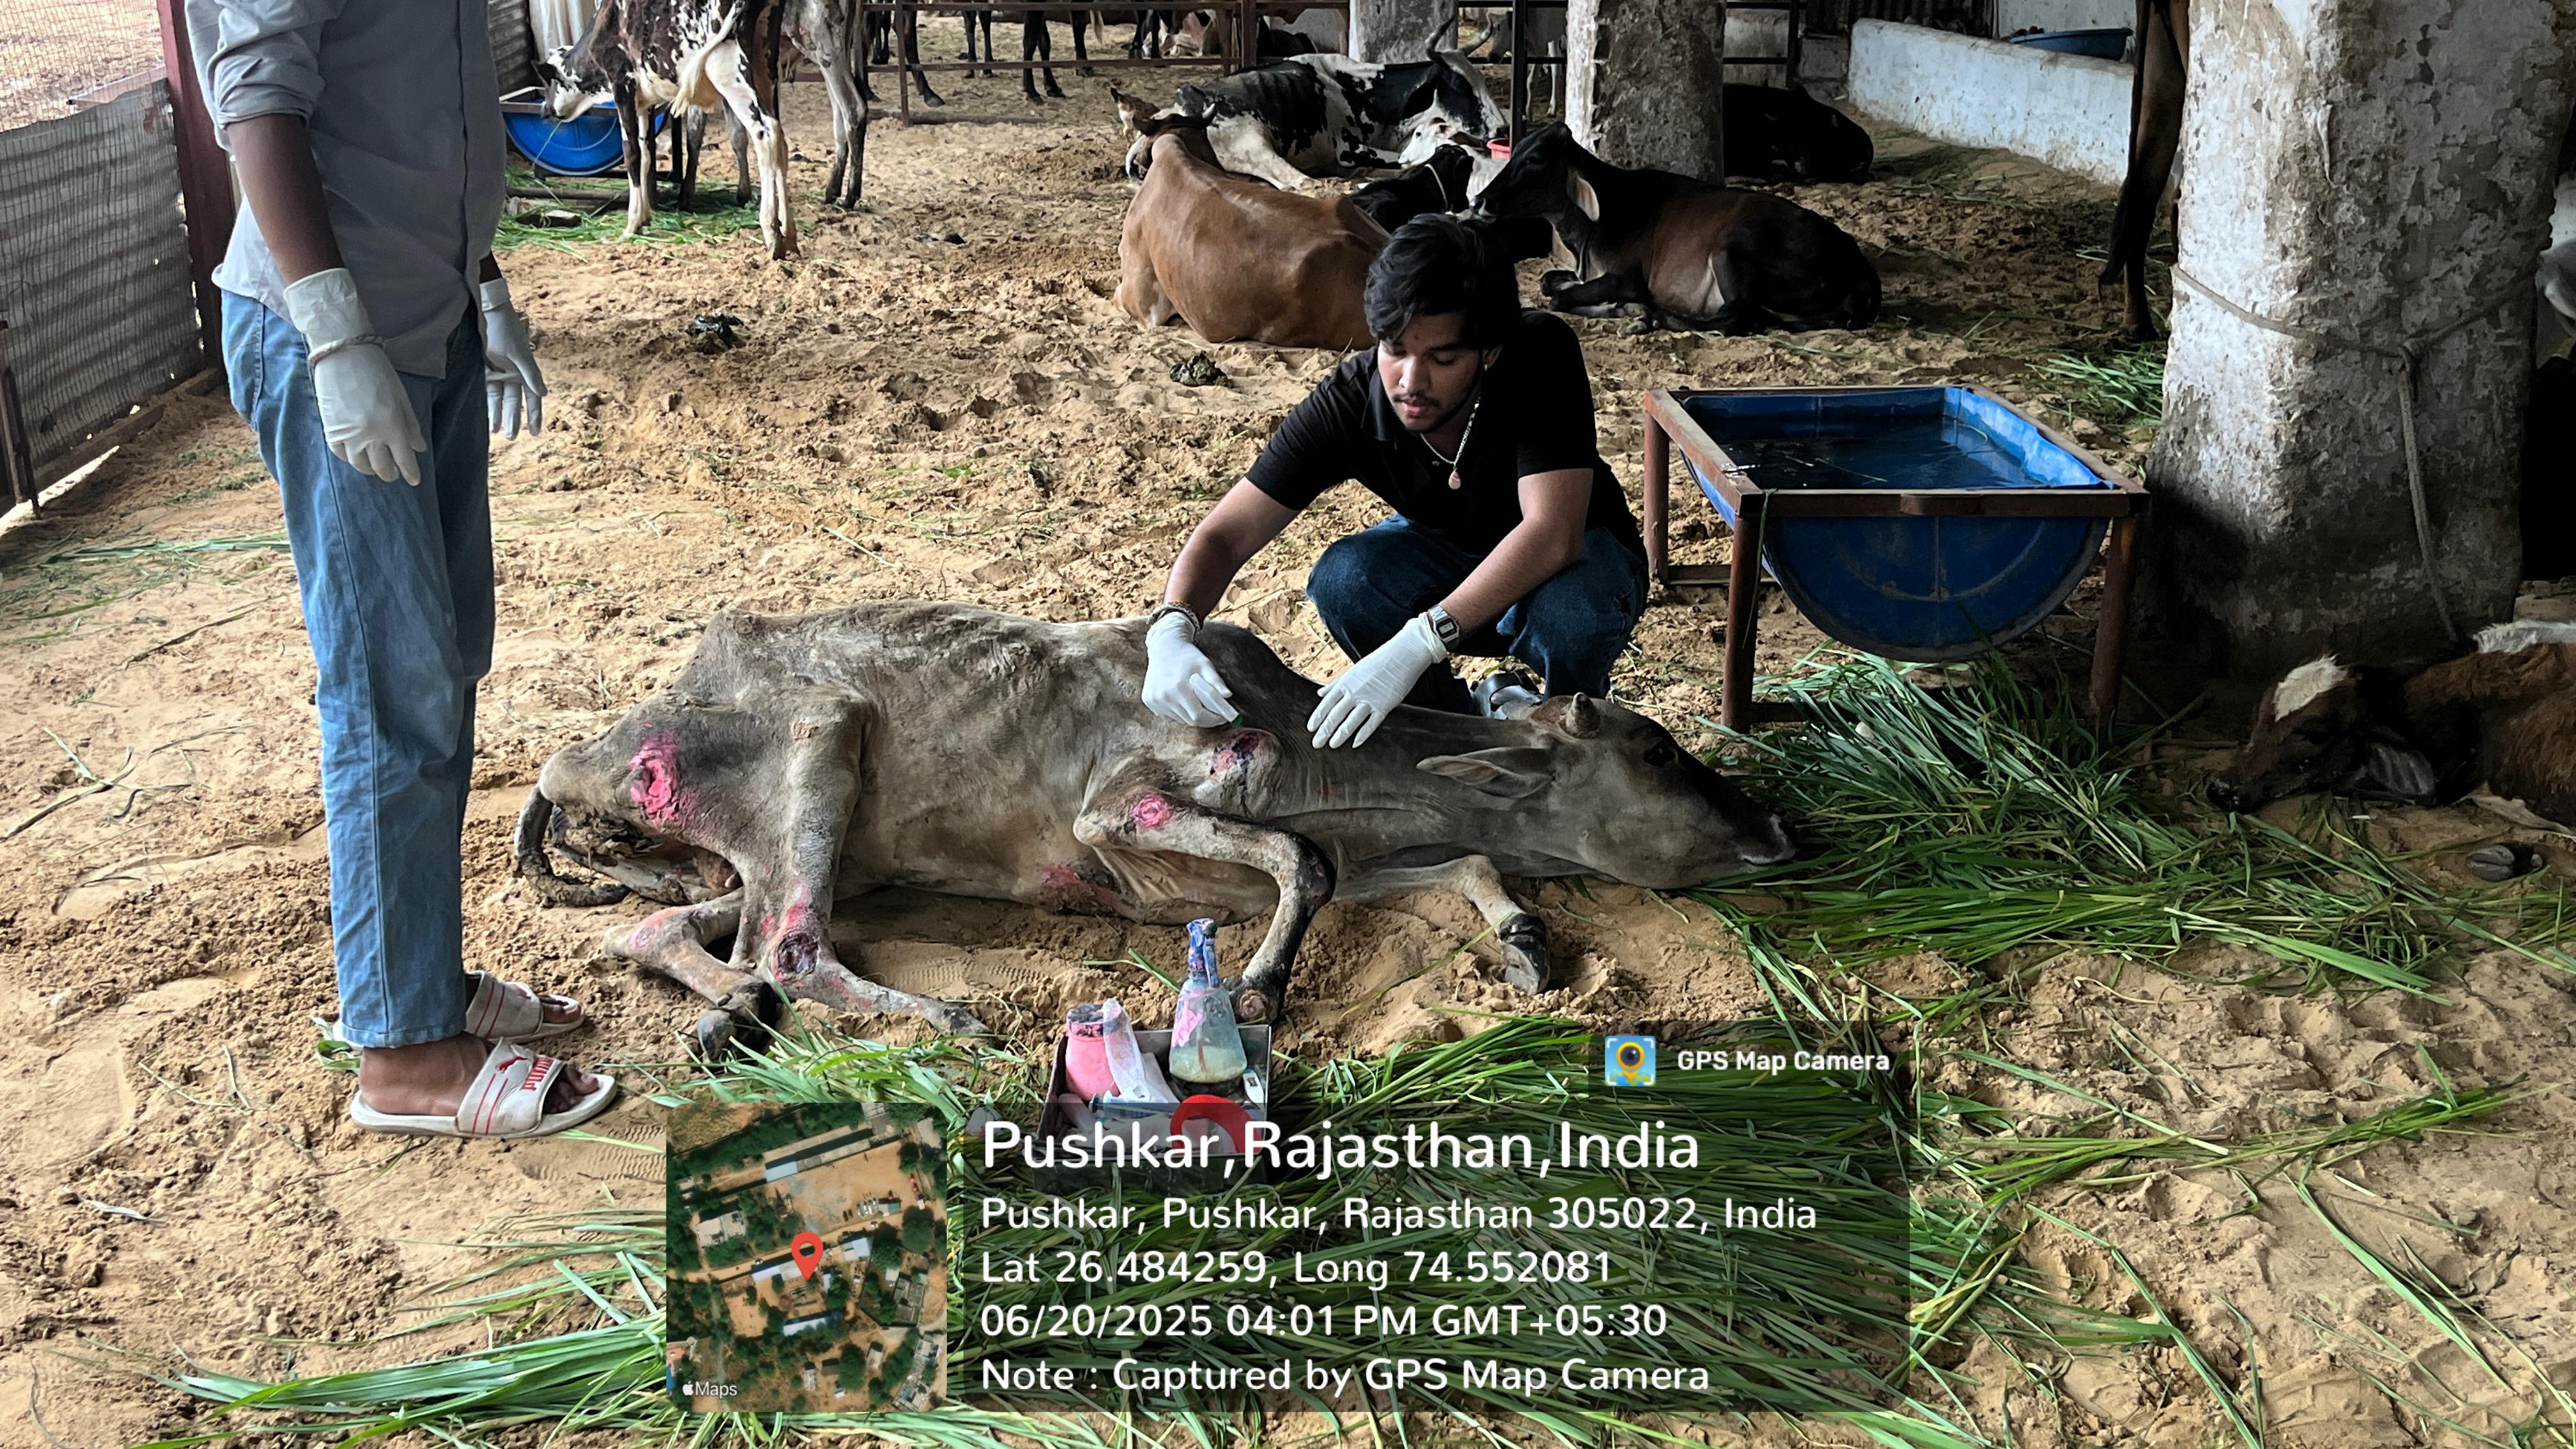 PUMA
GPS Map Camera
Pushkar,Rajasthan,India
Pushkar, Pushkar, Rajasthan 305022, India
Lat 26.484259, Long 74.552081
06/20/2025 04:01 PM GMT+05:30
Note : Captured by GPS Map Camera
Maps